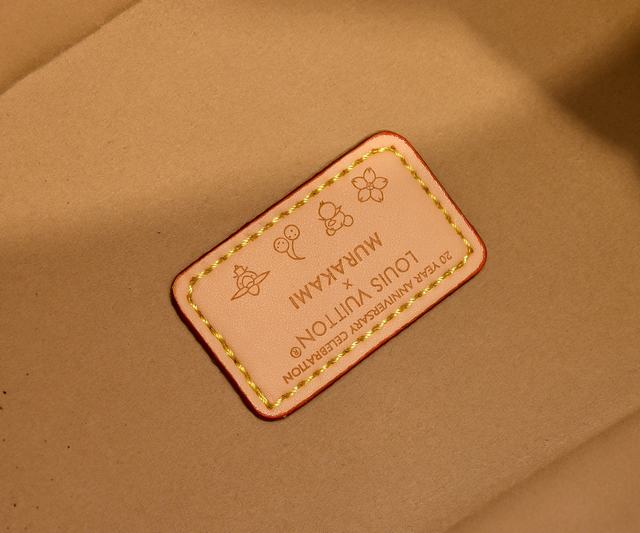 20 YEAR ANNIVERSARY CELEBRATION
LOUIS VUITTON®
×
MURAKAMI